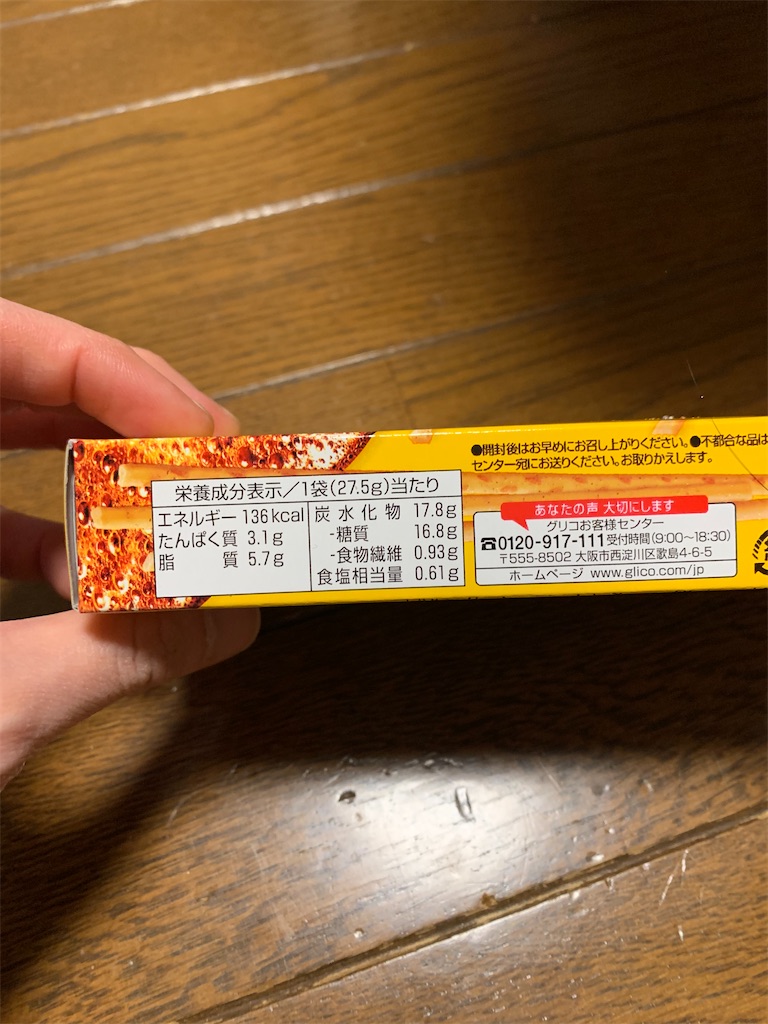 栄養成分表示/1袋(27.5g)当たり
エネルギー 136kcal
たんぱく質 3.1g
脂質 5.7g
炭水化物 17.8g
-糖質 16.8g
-食物繊維 0.93g
食塩相当量 0.61g
●開封後はお早めにお召し上がりください。●不都合な品は
センター宛にお送りください。お取りかえします。
あなたの声 大切にします
グリコお客様センター
☎0120-917-111 受付時間(9:00~18:30)
〒555-8502 大阪市西淀川区歌島4-6-5
ホームページ www.glico.com/jp